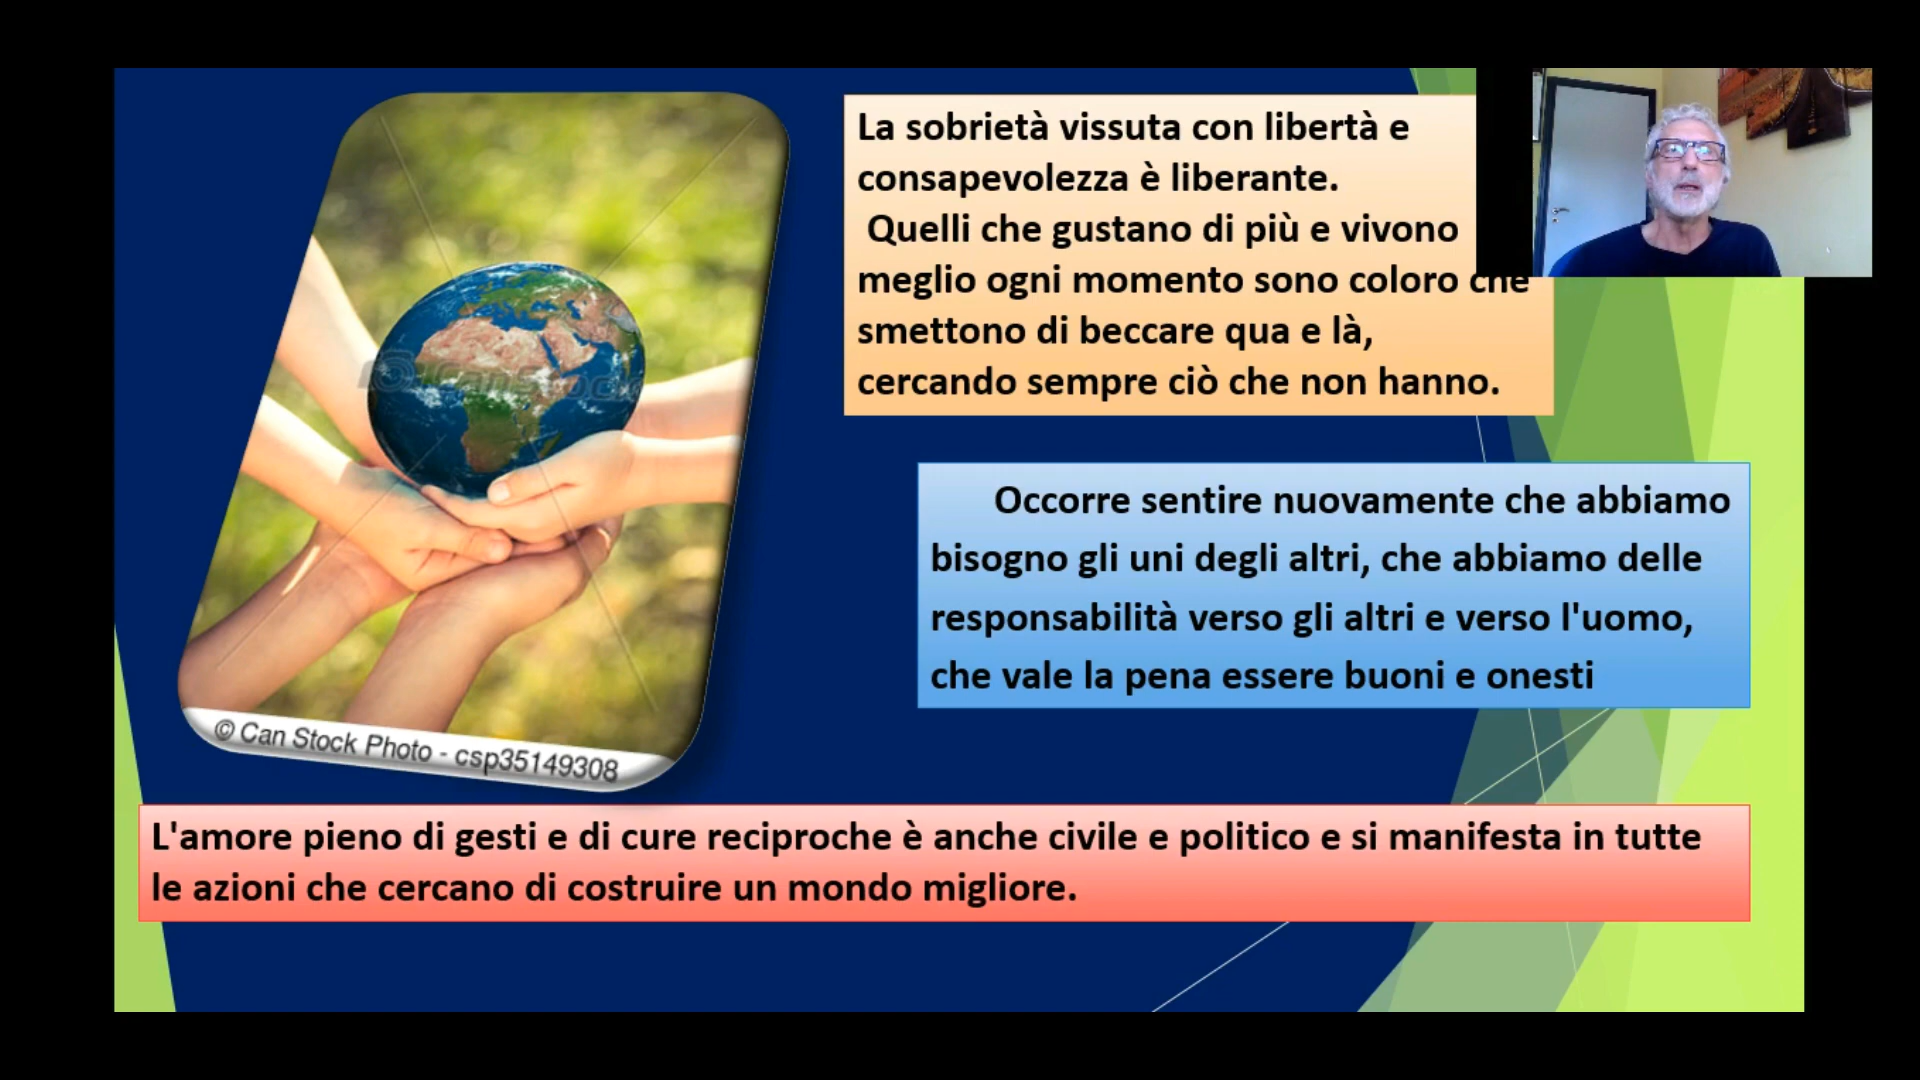 La sobrietà vissuta con libertà e
consapevolezza è liberante.
Quelli che gustano di più e vivono
meglio ogni momento sono coloro che
smettono di beccare qua e là,
cercando sempre ciò che non hanno.
Occorre sentire nuovamente che abbiamo
bisogno gli uni degli altri, che abbiamo delle
responsabilità verso gli altri e verso l'uomo,
che vale la pena essere buoni e onesti
© Can Stock Photo - csp35149308
L'amore pieno di gesti e di cure reciproche è anche civile e politico e si manifesta in tutte
le azioni che cercano di costruire un mondo migliore.